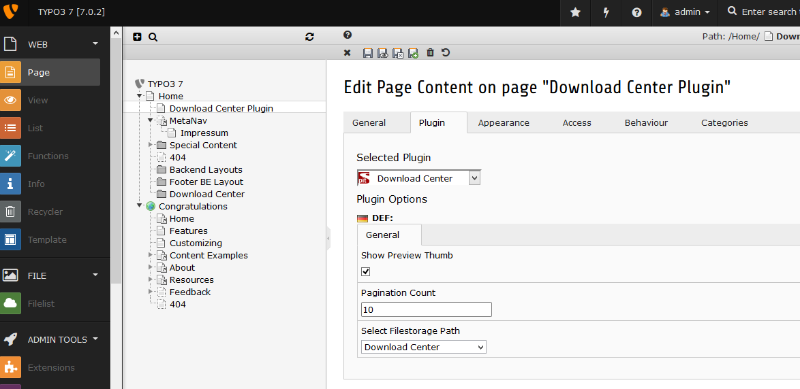 TYPO3 7 [7.0.2]
admin
Enter search
WEB
Page
View
List
Functions
Info
Recycler
Template
FILE
Filelist
ADMIN TOOLS
Extensions
TYPO3 7
Home
Download Center Plugin
MetaNav
Impressum
Special Content
404
Backend Layouts
Footer BE Layout
Download Center
Congratulations
Home
Features
Customizing
Content Examples
About
Resources
Feedback
404
Path: /Home/ Dow
Edit Page Content on page "Download Center Plugin"
General Plugin Appearance Access Behaviour Categories
Selected Plugin
Download Center
Plugin Options
DEF:
General
Show Preview Thumb
Pagination Count
10
Select Filestorage Path
Download Center